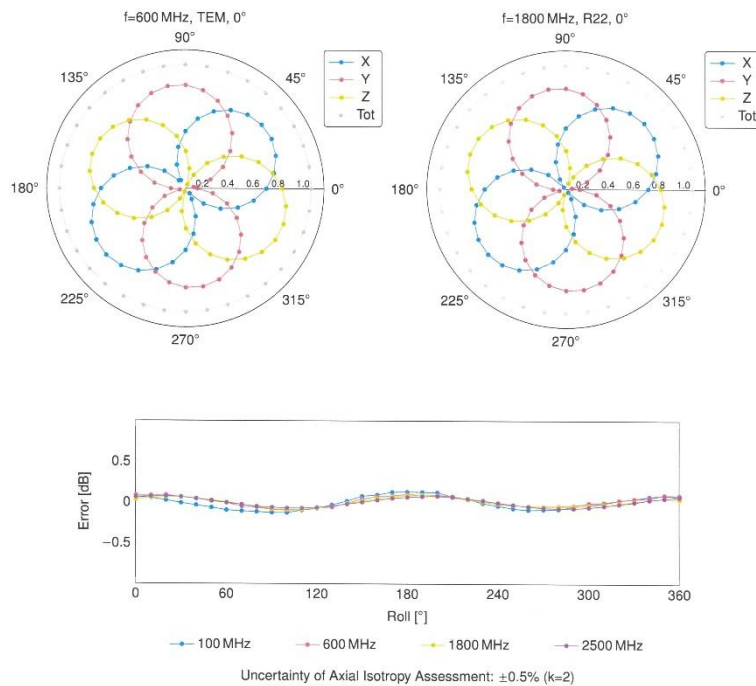 f=600 MHz, TEM, 0°
90°
135°
45°
X
Y
Z
Tot
180°
0.2 0.4 0.6 0.8 1.0
0°
225°
315°
270°
f=1800 MHz, R22, 0°
90°
135°
45°
X
Y
Z
Tot
180°
0.2 0.4 0.6 0.8 1.0
0°
225°
315°
270°
0.5
0
−0.5
Error [dB]
0 60 120 180 240 300 360
Roll [°]
100 MHz 600 MHz 1800 MHz 2500 MHz
Uncertainty of Axial Isotropy Assessment: ±0.5% (k=2)